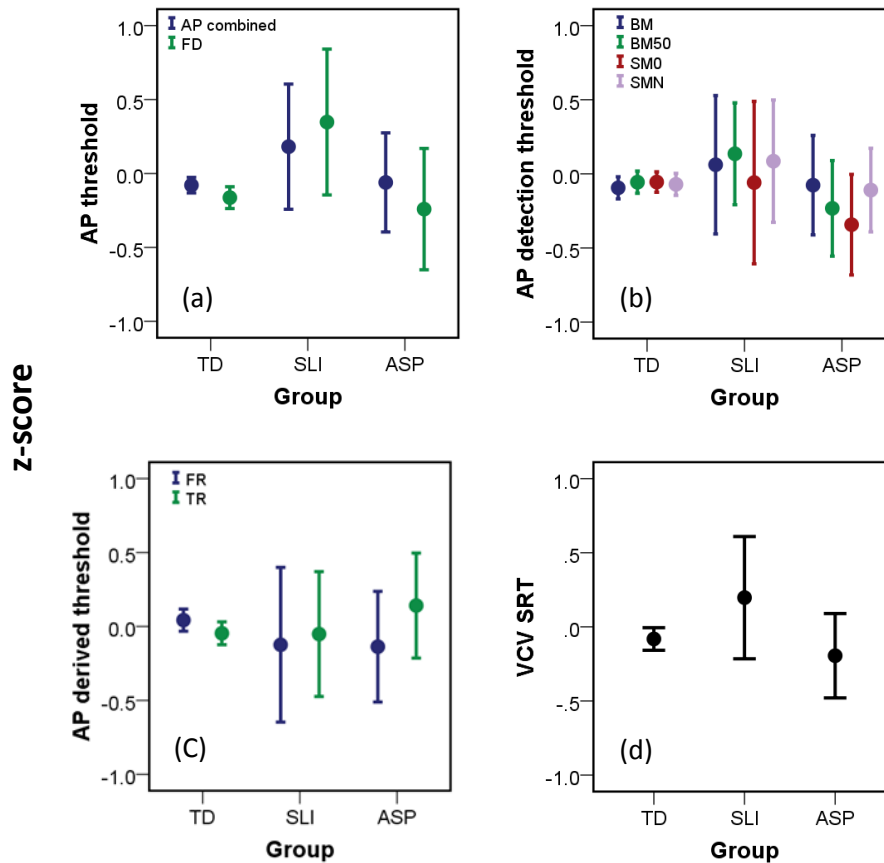 z-score
AP threshold
AP combined
FD
1.0
0.5
0.0
-0.5
-1.0
(a)
TD SLI ASP
Group
AP detection threshold
BM
BM50
SM0
SMN
1.0
0.5
0.0
-0.5
-1.0
(b)
TD SLI ASP
Group
AP derived threshold
FR
TR
1.0
0.5
0.0
-0.5
-1.0
(C)
TD SLI ASP
Group
VCV SRT
1.0
.5
.0
-.5
-1.0
(d)
TD SLI ASP
Group